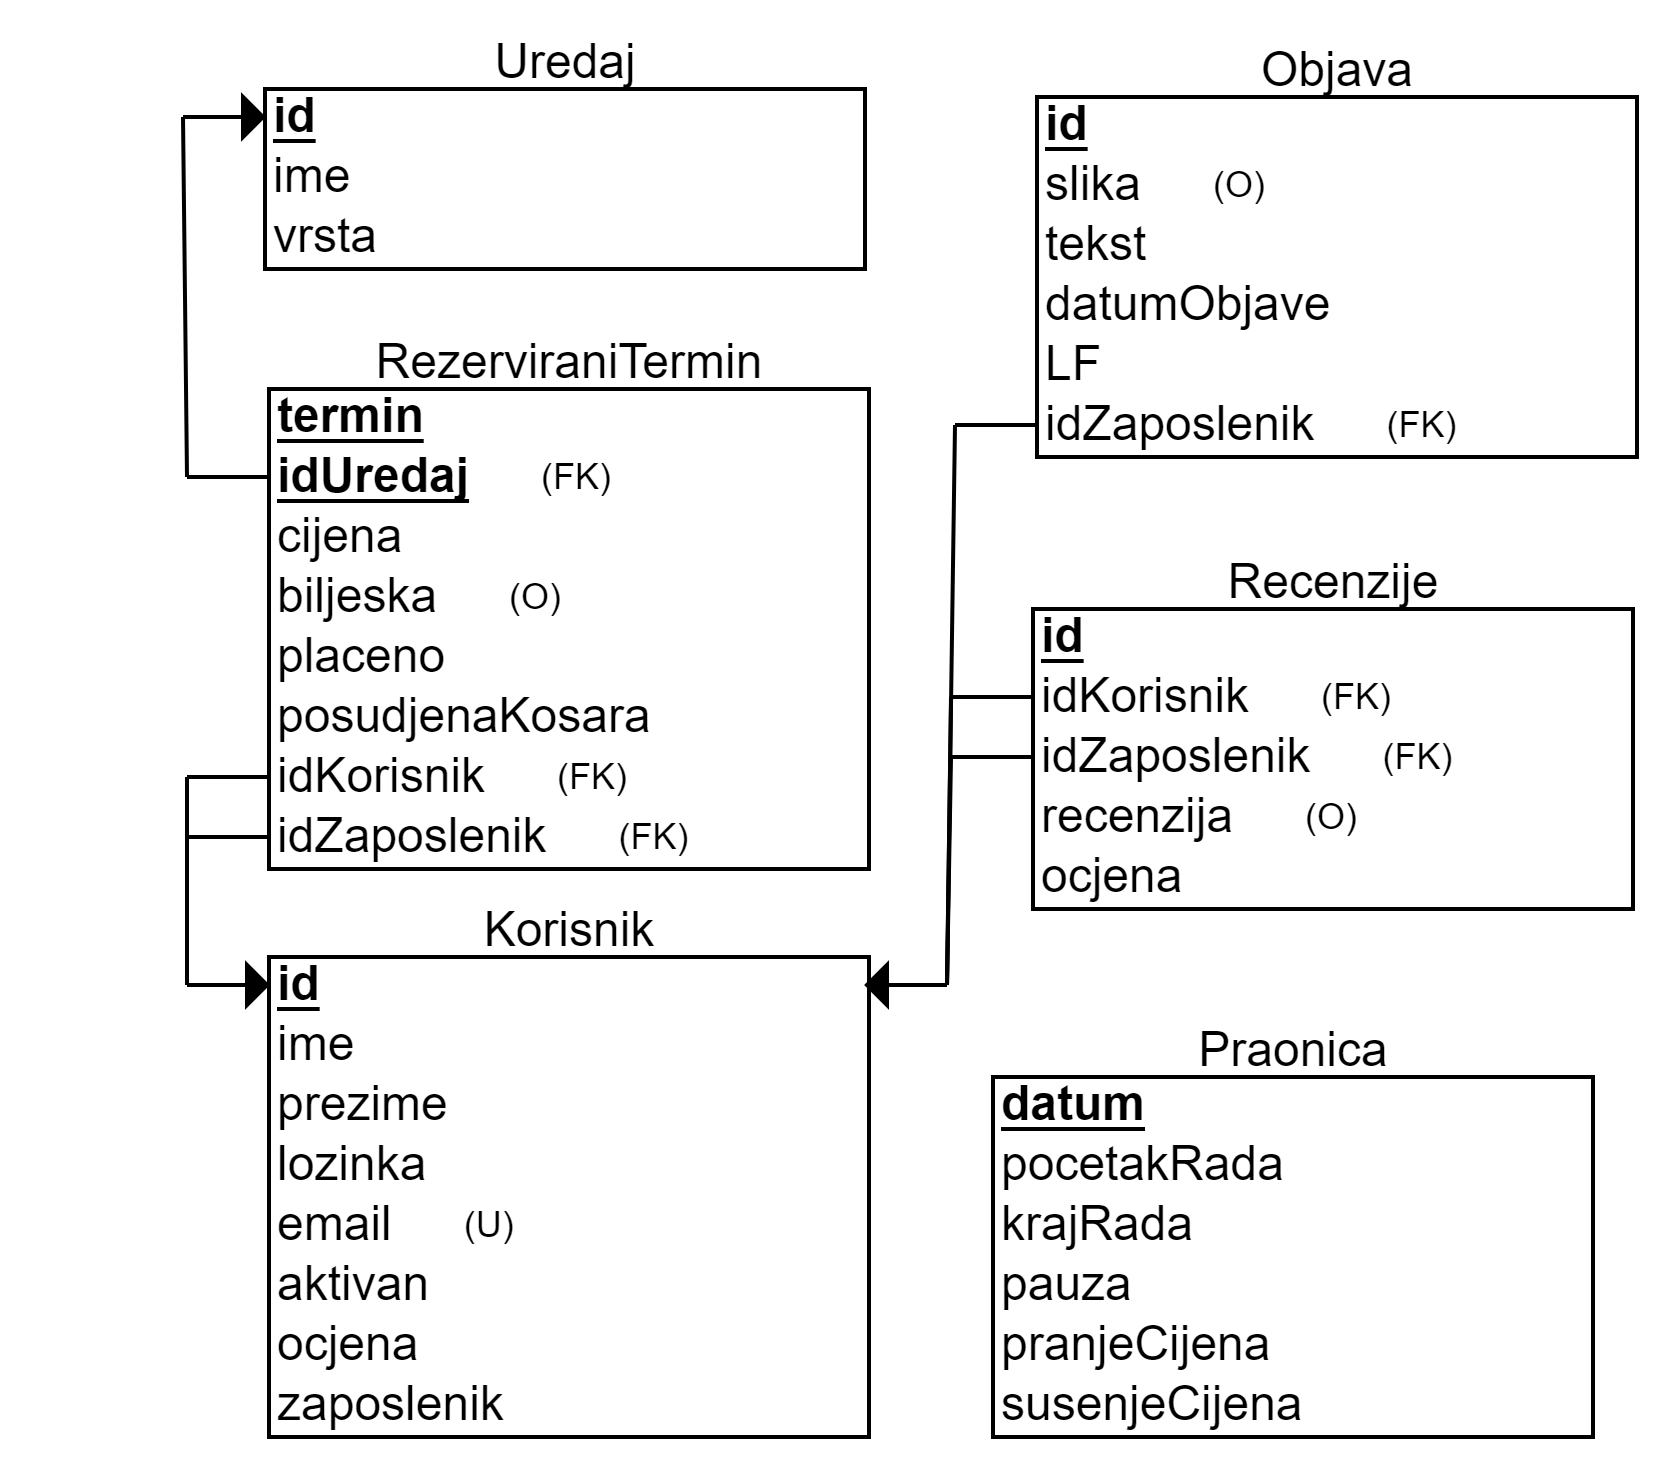 Uredaj
id
ime
vrsta
RezerviraniTermin
termin
idUredaj (FK)
cijena
biljeska (O)
placeno
posudjenaKosara
idKorisnik (FK)
idZaposlenik (FK)
Korisnik
id
ime
prezime
lozinka
email (U)
aktivan
ocjena
zaposlenik
Objava
id
slika (O)
tekst
datumObjave
LF
idZaposlenik (FK)
Recenzije
id
idKorisnik (FK)
idZaposlenik (FK)
recenzija (O)
ocjena
Praonica
datum
pocetakRada
krajRada
pauza
pranjeCijena
susenjeCijena